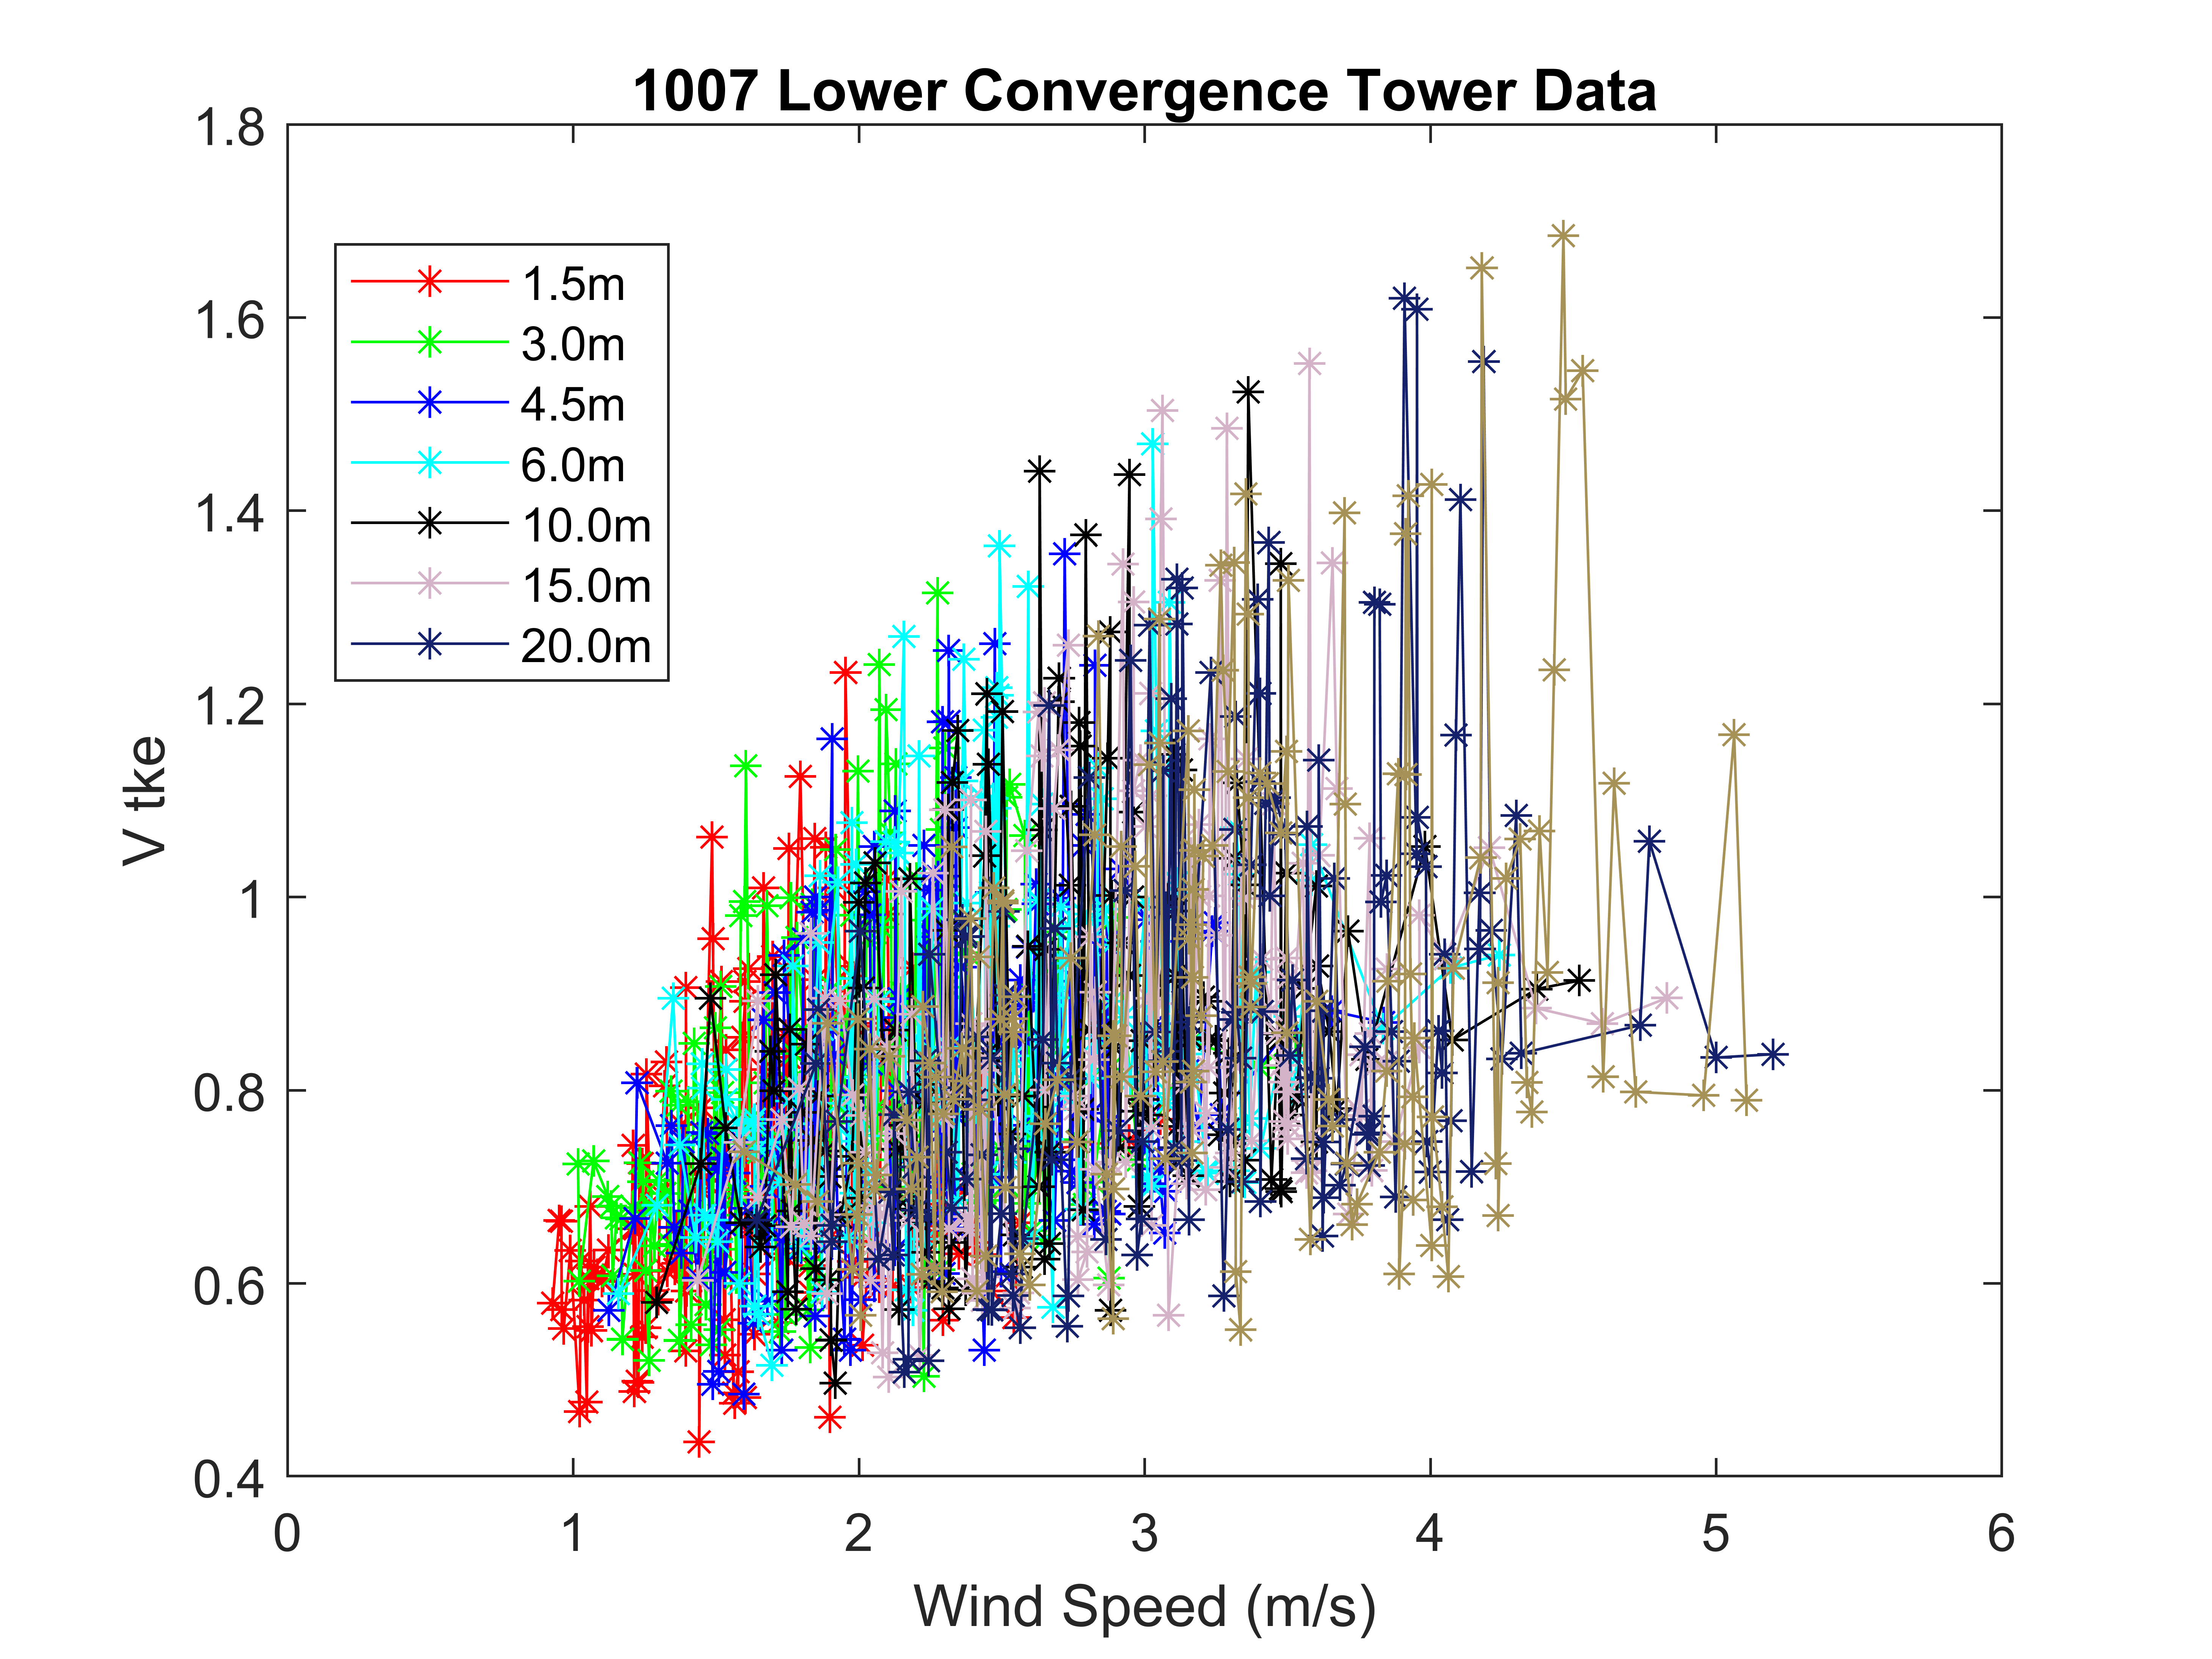 1007 Lower Convergence Tower Data
1.8
1.6
1.4
1.2
1
0.8
0.6
0.4
V tke
1.5m
3.0m
4.5m
6.0m
10.0m
15.0m
20.0m
0 1 2 3 4 5 6
Wind Speed (m/s)